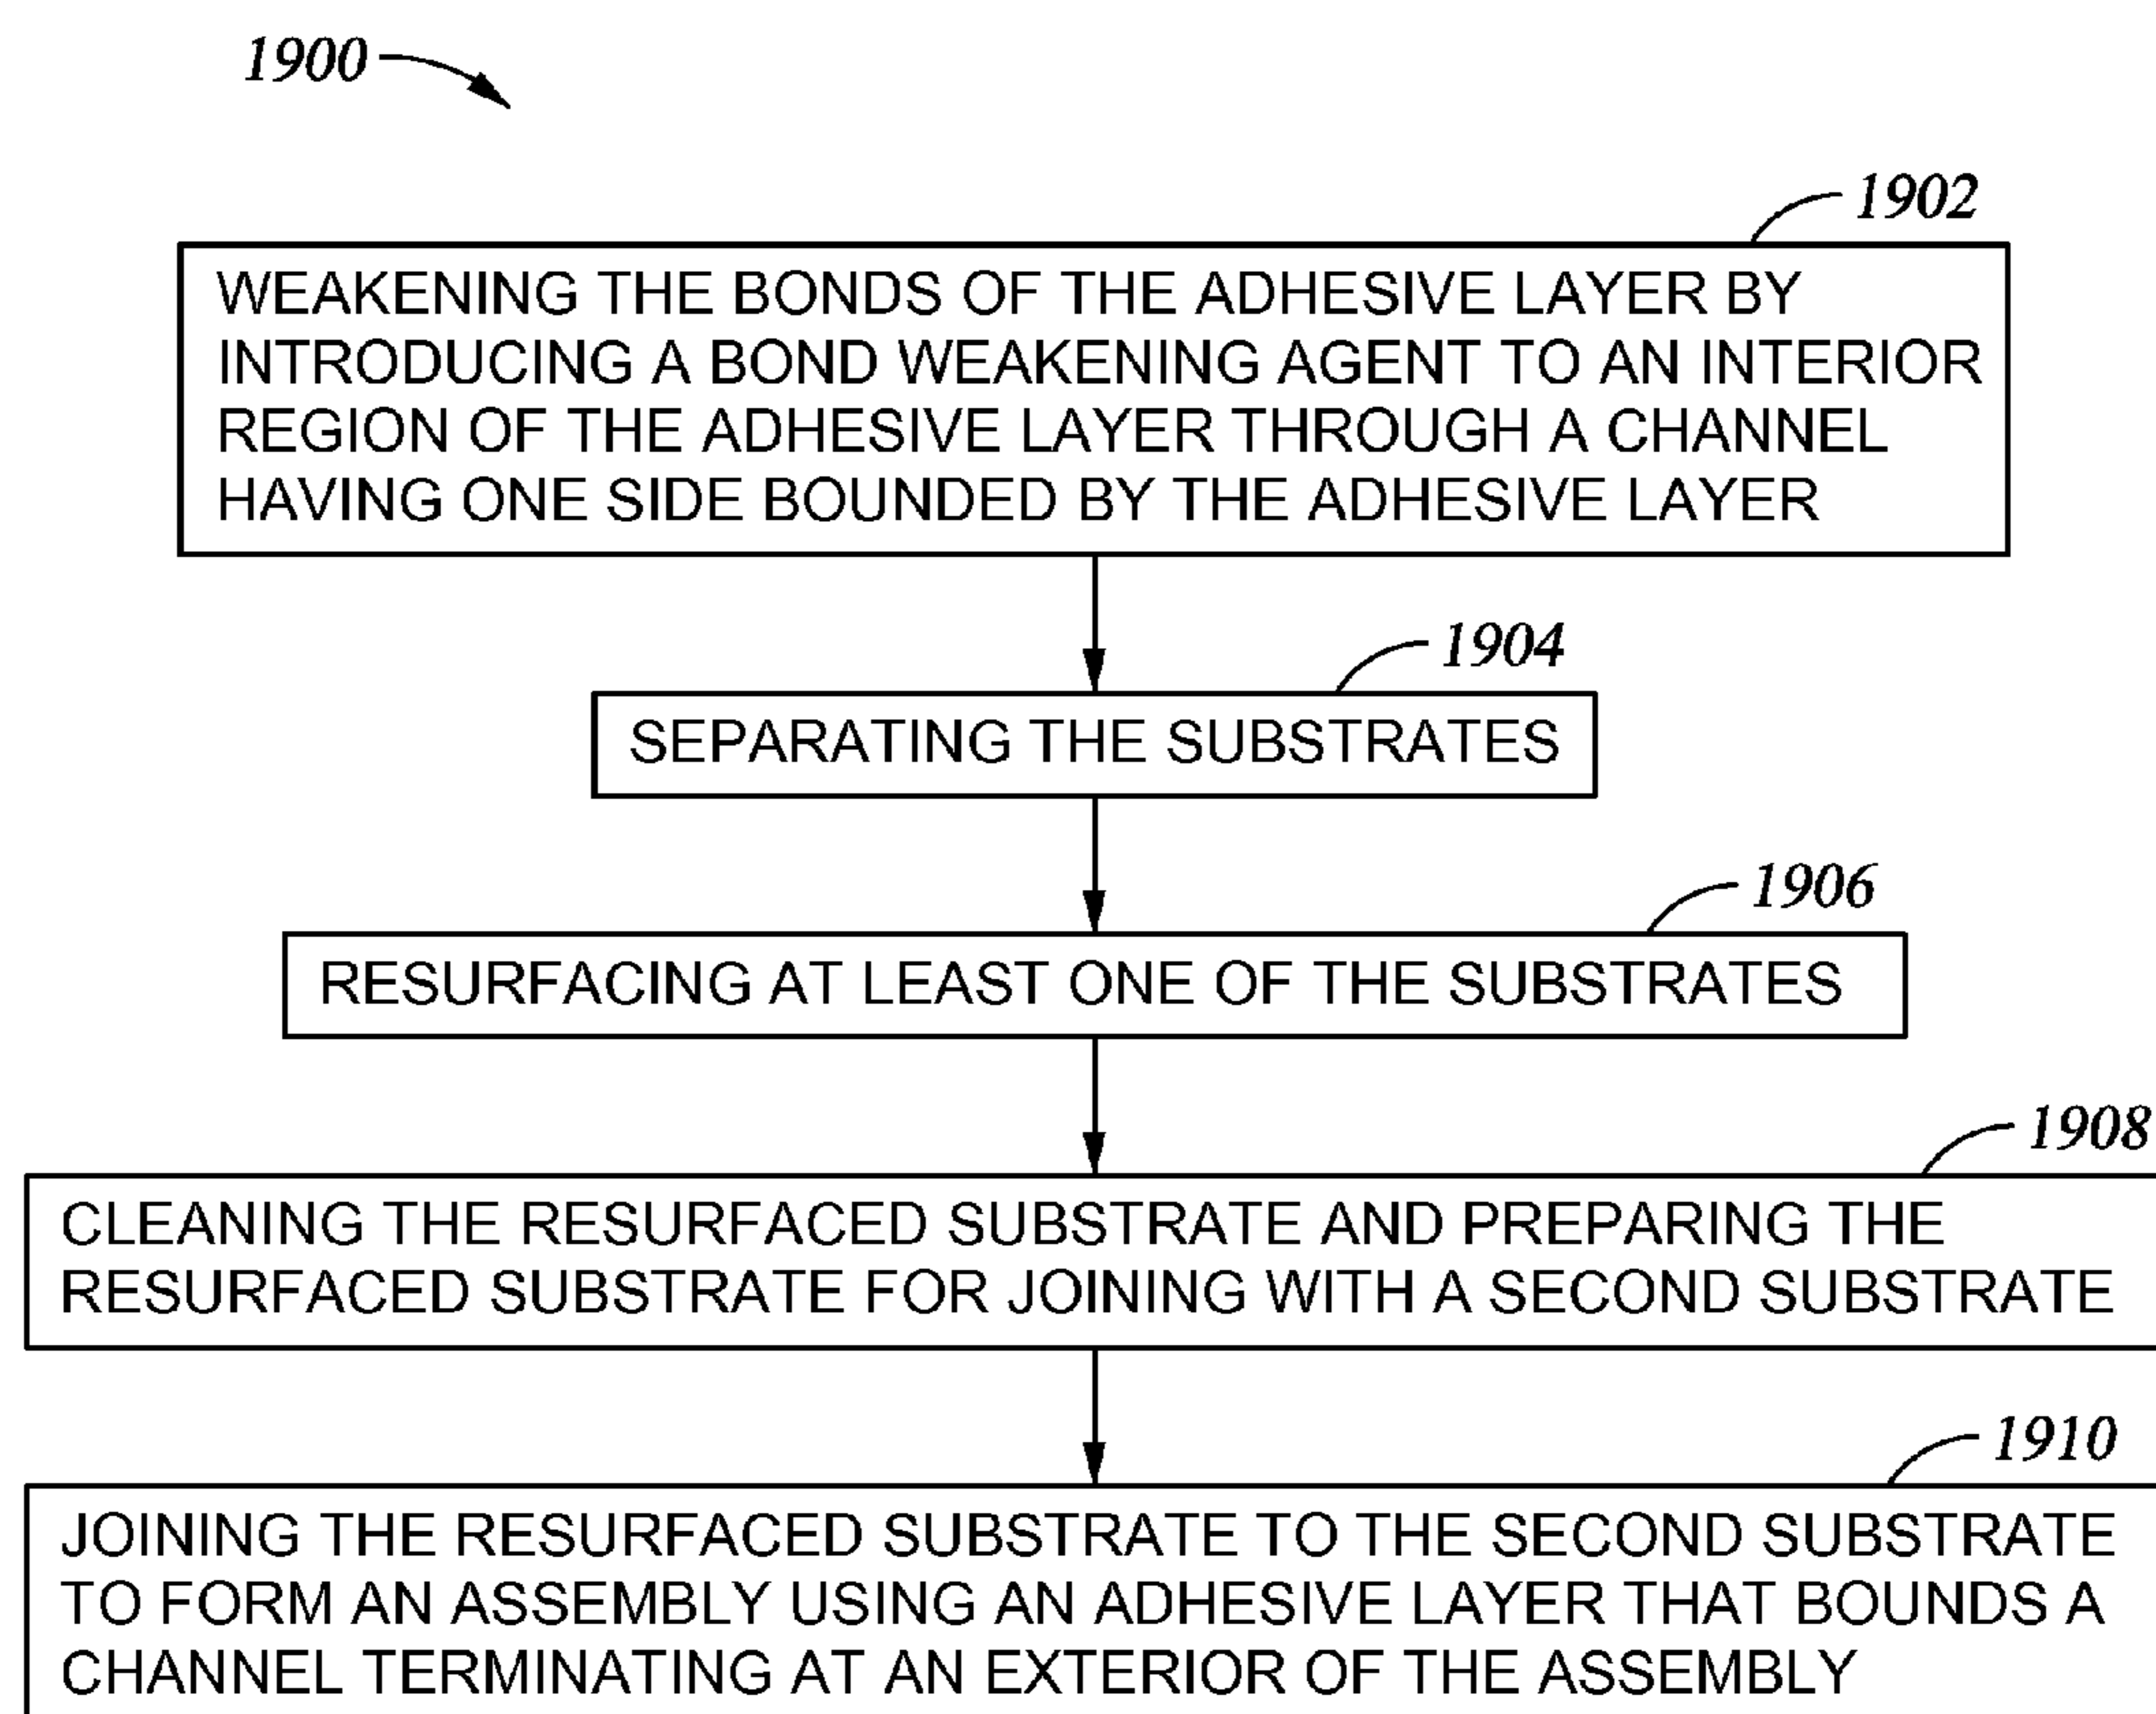 1900
1902
WEAKENING THE BONDS OF THE ADHESIVE LAYER BY
INTRODUCING A BOND WEAKENING AGENT TO AN INTERIOR
REGION OF THE ADHESIVE LAYER THROUGH A CHANNEL
HAVING ONE SIDE BOUNDED BY THE ADHESIVE LAYER
1904
SEPARATING THE SUBSTRATES
1906
RESURFACING AT LEAST ONE OF THE SUBSTRATES
1908
CLEANING THE RESURFACED SUBSTRATE AND PREPARING THE
RESURFACED SUBSTRATE FOR JOINING WITH A SECOND SUBSTRATE
1910
JOINING THE RESURFACED SUBSTRATE TO THE SECOND SUBSTRATE
TO FORM AN ASSEMBLY USING AN ADHESIVE LAYER THAT BOUNDS A
CHANNEL TERMINATING AT AN EXTERIOR OF THE ASSEMBLY